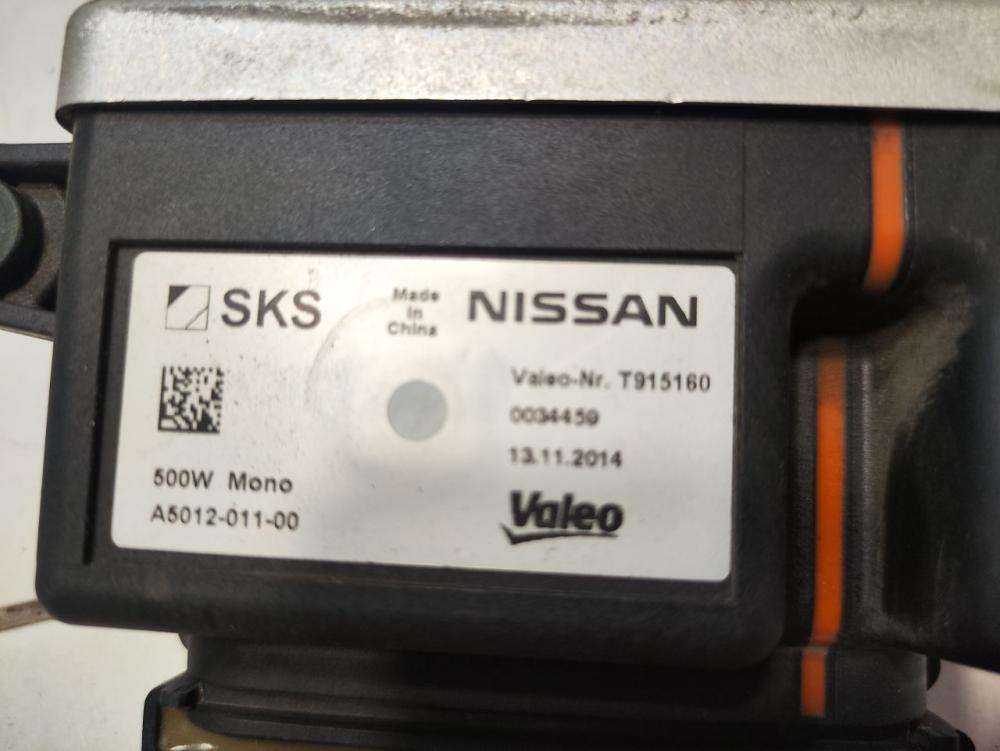 SKS
Made
in
China
NISSAN
Valeo-Nr. T915160
0034459
13.11.2014
500W Mono
A5012-011-00
Valeo